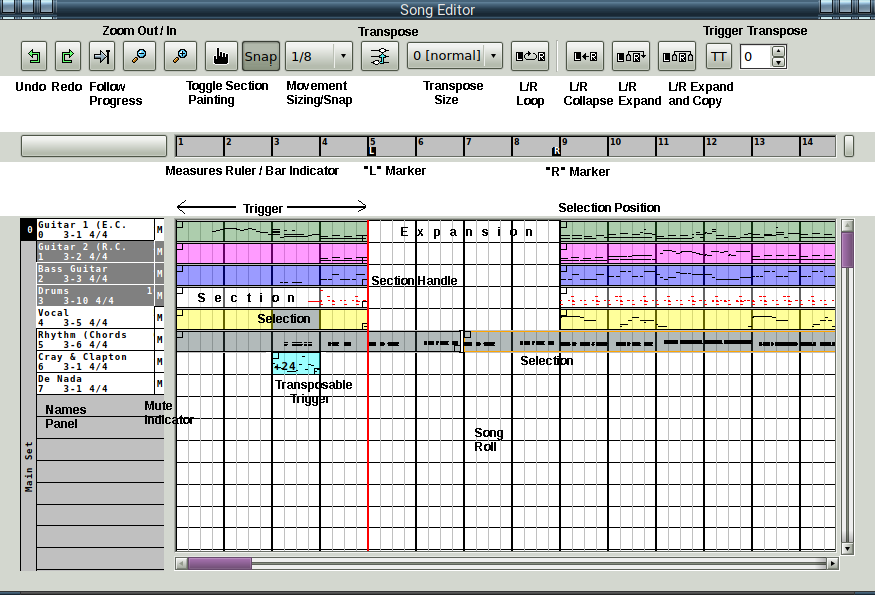 Song Editor
Zoom Out / In
Transpose
Trigger Transpose
Snap
1/8
0 [normal]
TT
0
Undo Redo Follow Progress
Toggle Section Painting
Movement Sizing/Snap
Transpose Size
L/R Loop
L/R Collapse
L/R Expand
L/R Expand and Copy
1 2 3 4 5 6 7 8 9 10 11 12 13 14
L
R
Measures Ruler / Bar Indicator
"L" Marker
"R" Marker
Trigger
Selection Position
0
Guitar 1 (E.C.
0 3-1 4/4
M
Expansion
Guitar 2 (R.C.
1 3-2 4/4
M
Bass Guitar
2 3-3 4/4
M
Section Handle
Drums 1
3 3-10 4/4
M
Section
Vocal
4 3-5 4/4
M
Selection
Rhythm (Chords
5 3-6 4/4
M
Cray & Clapton
6 3-1 4/4
M
+24
Selection
De Nada
7 3-1 4/4
M
Transposable Trigger
Names Panel
Mute Indicator
Song Roll
Main Set